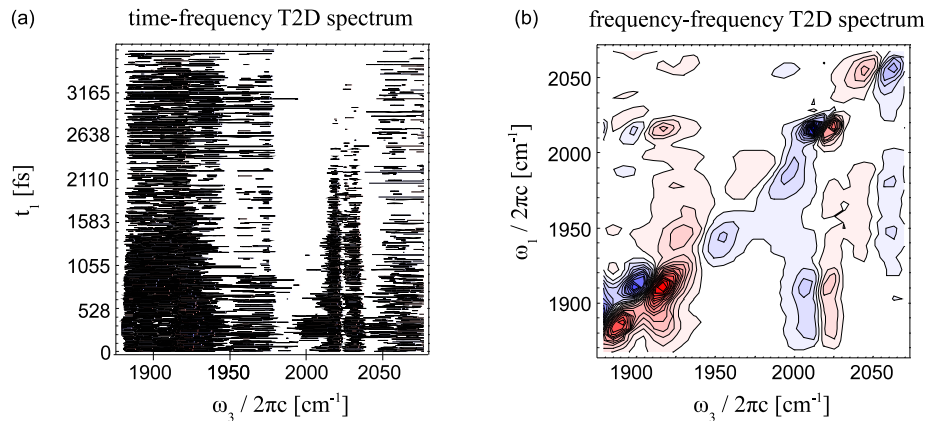 (a)
time-frequency T2D spectrum
t1 [fs]
3165
2638
2110
1583
1055
528
0
1900 1950 2000 2050
ω3 / 2πc [cm-1]
(b)
frequency-frequency T2D spectrum
ω1 / 2πc [cm-1]
2050
2000
1950
1900
1900 1950 2000 2050
ω3 / 2πc [cm-1]